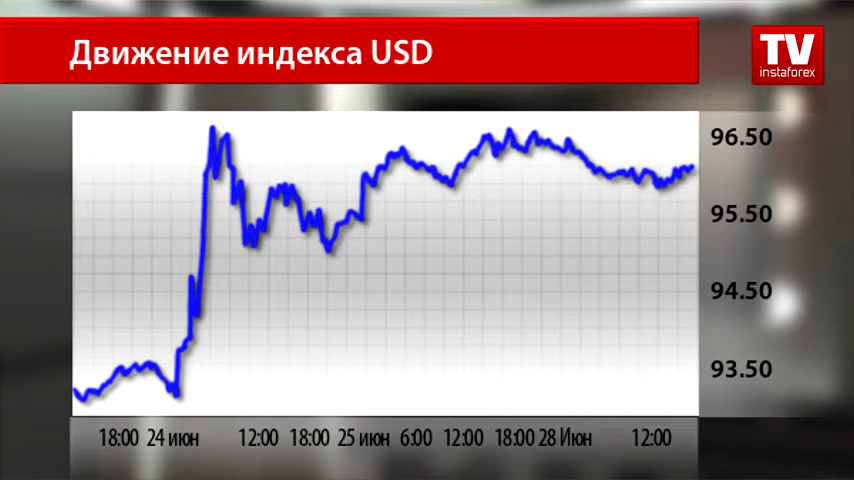 Движение индекса USD
TV
instaforex
96.50
95.50
94.50
93.50
18:00 24 июн 12:00 18:00 25 июн 6:00 12:00 18:00 28 Июн 12:00